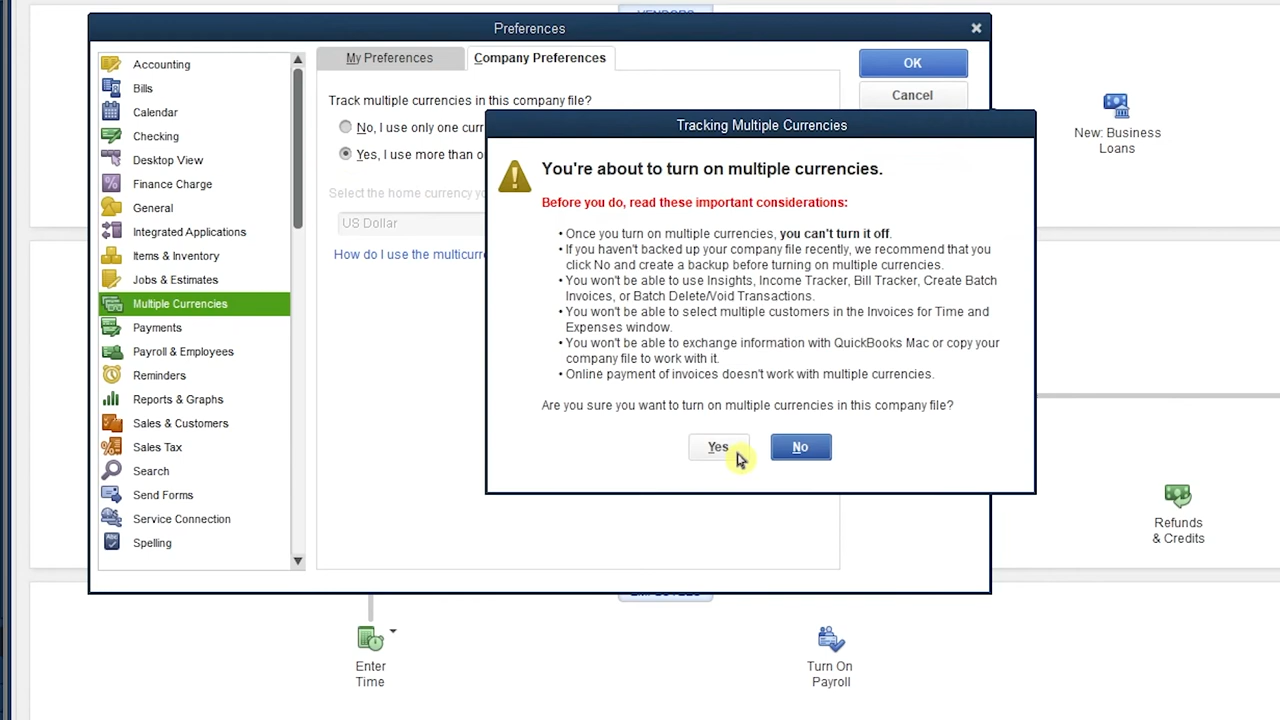 VENDORS
Preferences
Accounting
Bills
Calendar
Checking
Desktop View
Finance Charge
General
Integrated Applications
Items & Inventory
Jobs & Estimates
Multiple Currencies
Payments
Payroll & Employees
Reminders
Reports & Graphs
Sales & Customers
Sales Tax
Search
Send Forms
Service Connection
Spelling
My Preferences
Company Preferences
OK
Cancel
Track multiple currencies in this company file?
No, I use only one curr
Yes, I use more than o
Select the home currency yo
US Dollar
How do I use the multicurre
Tracking Multiple Currencies
You're about to turn on multiple currencies.
Before you do, read these important considerations:
• Once you turn on multiple currencies, you can't turn it off.
• If you haven't backed up your company file recently, we recommend that you
click No and create a backup before turning on multiple currencies.
• You won't be able to use Insights, Income Tracker, Bill Tracker, Create Batch
Invoices, or Batch Delete/Void Transactions.
• You won't be able to select multiple customers in the Invoices for Time and
Expenses window.
• You won't be able to exchange information with QuickBooks Mac or copy your
company file to work with it.
• Online payment of invoices doesn't work with multiple currencies.
Are you sure you want to turn on multiple currencies in this company file?
Yes
No
New: Business
Loans
Refunds
& Credits
EMPLOYEES
Enter
Time
Turn On
Payroll